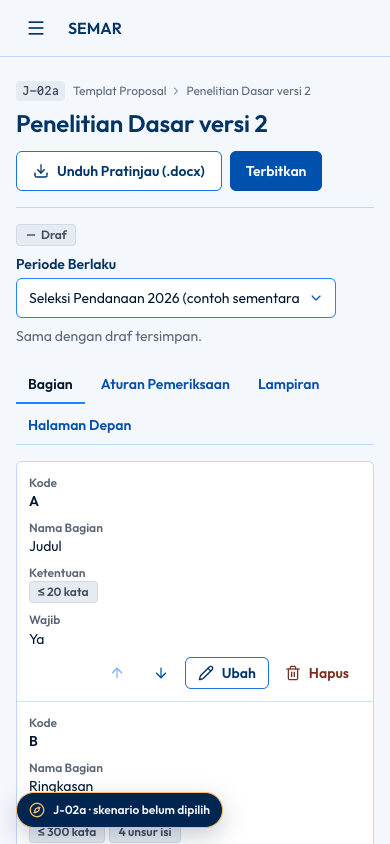 SEMAR
J-02a Templat Proposal > Penelitian Dasar versi 2
Penelitian Dasar versi 2
Unduh Pratinjau (.docx) Terbitkan
— Draf
Periode Berlaku
Seleksi Pendanaan 2026 (contoh sementara
Sama dengan draf tersimpan.
Bagian Aturan Pemeriksaan Lampiran
Halaman Depan
Kode
A
Nama Bagian
Judul
Ketentuan
≤ 20 kata
Wajib
Ya
Ubah Hapus
Kode
B
Nama Bagian
Ringkasan
J-02a · skenario belum dipilih
≤ 300 kata 4 unsur isi